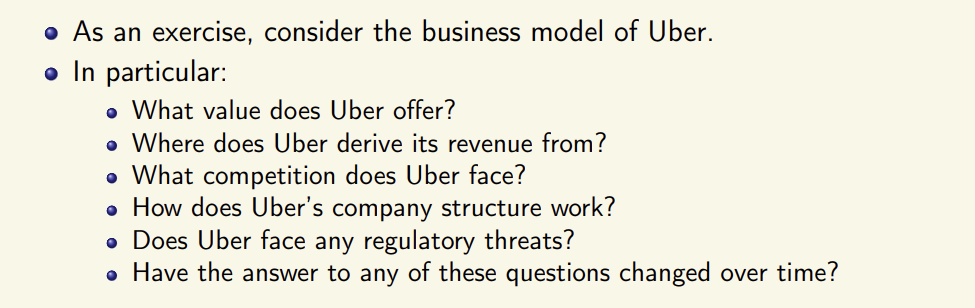 As an exercise, consider the business model of Uber.
In particular:
What value does Uber offer?
Where does Uber derive its revenue from?
What competition does Uber face?
How does Uber's company structure work?
Does Uber face any regulatory threats?
Have the answer to any of these questions changed over time?